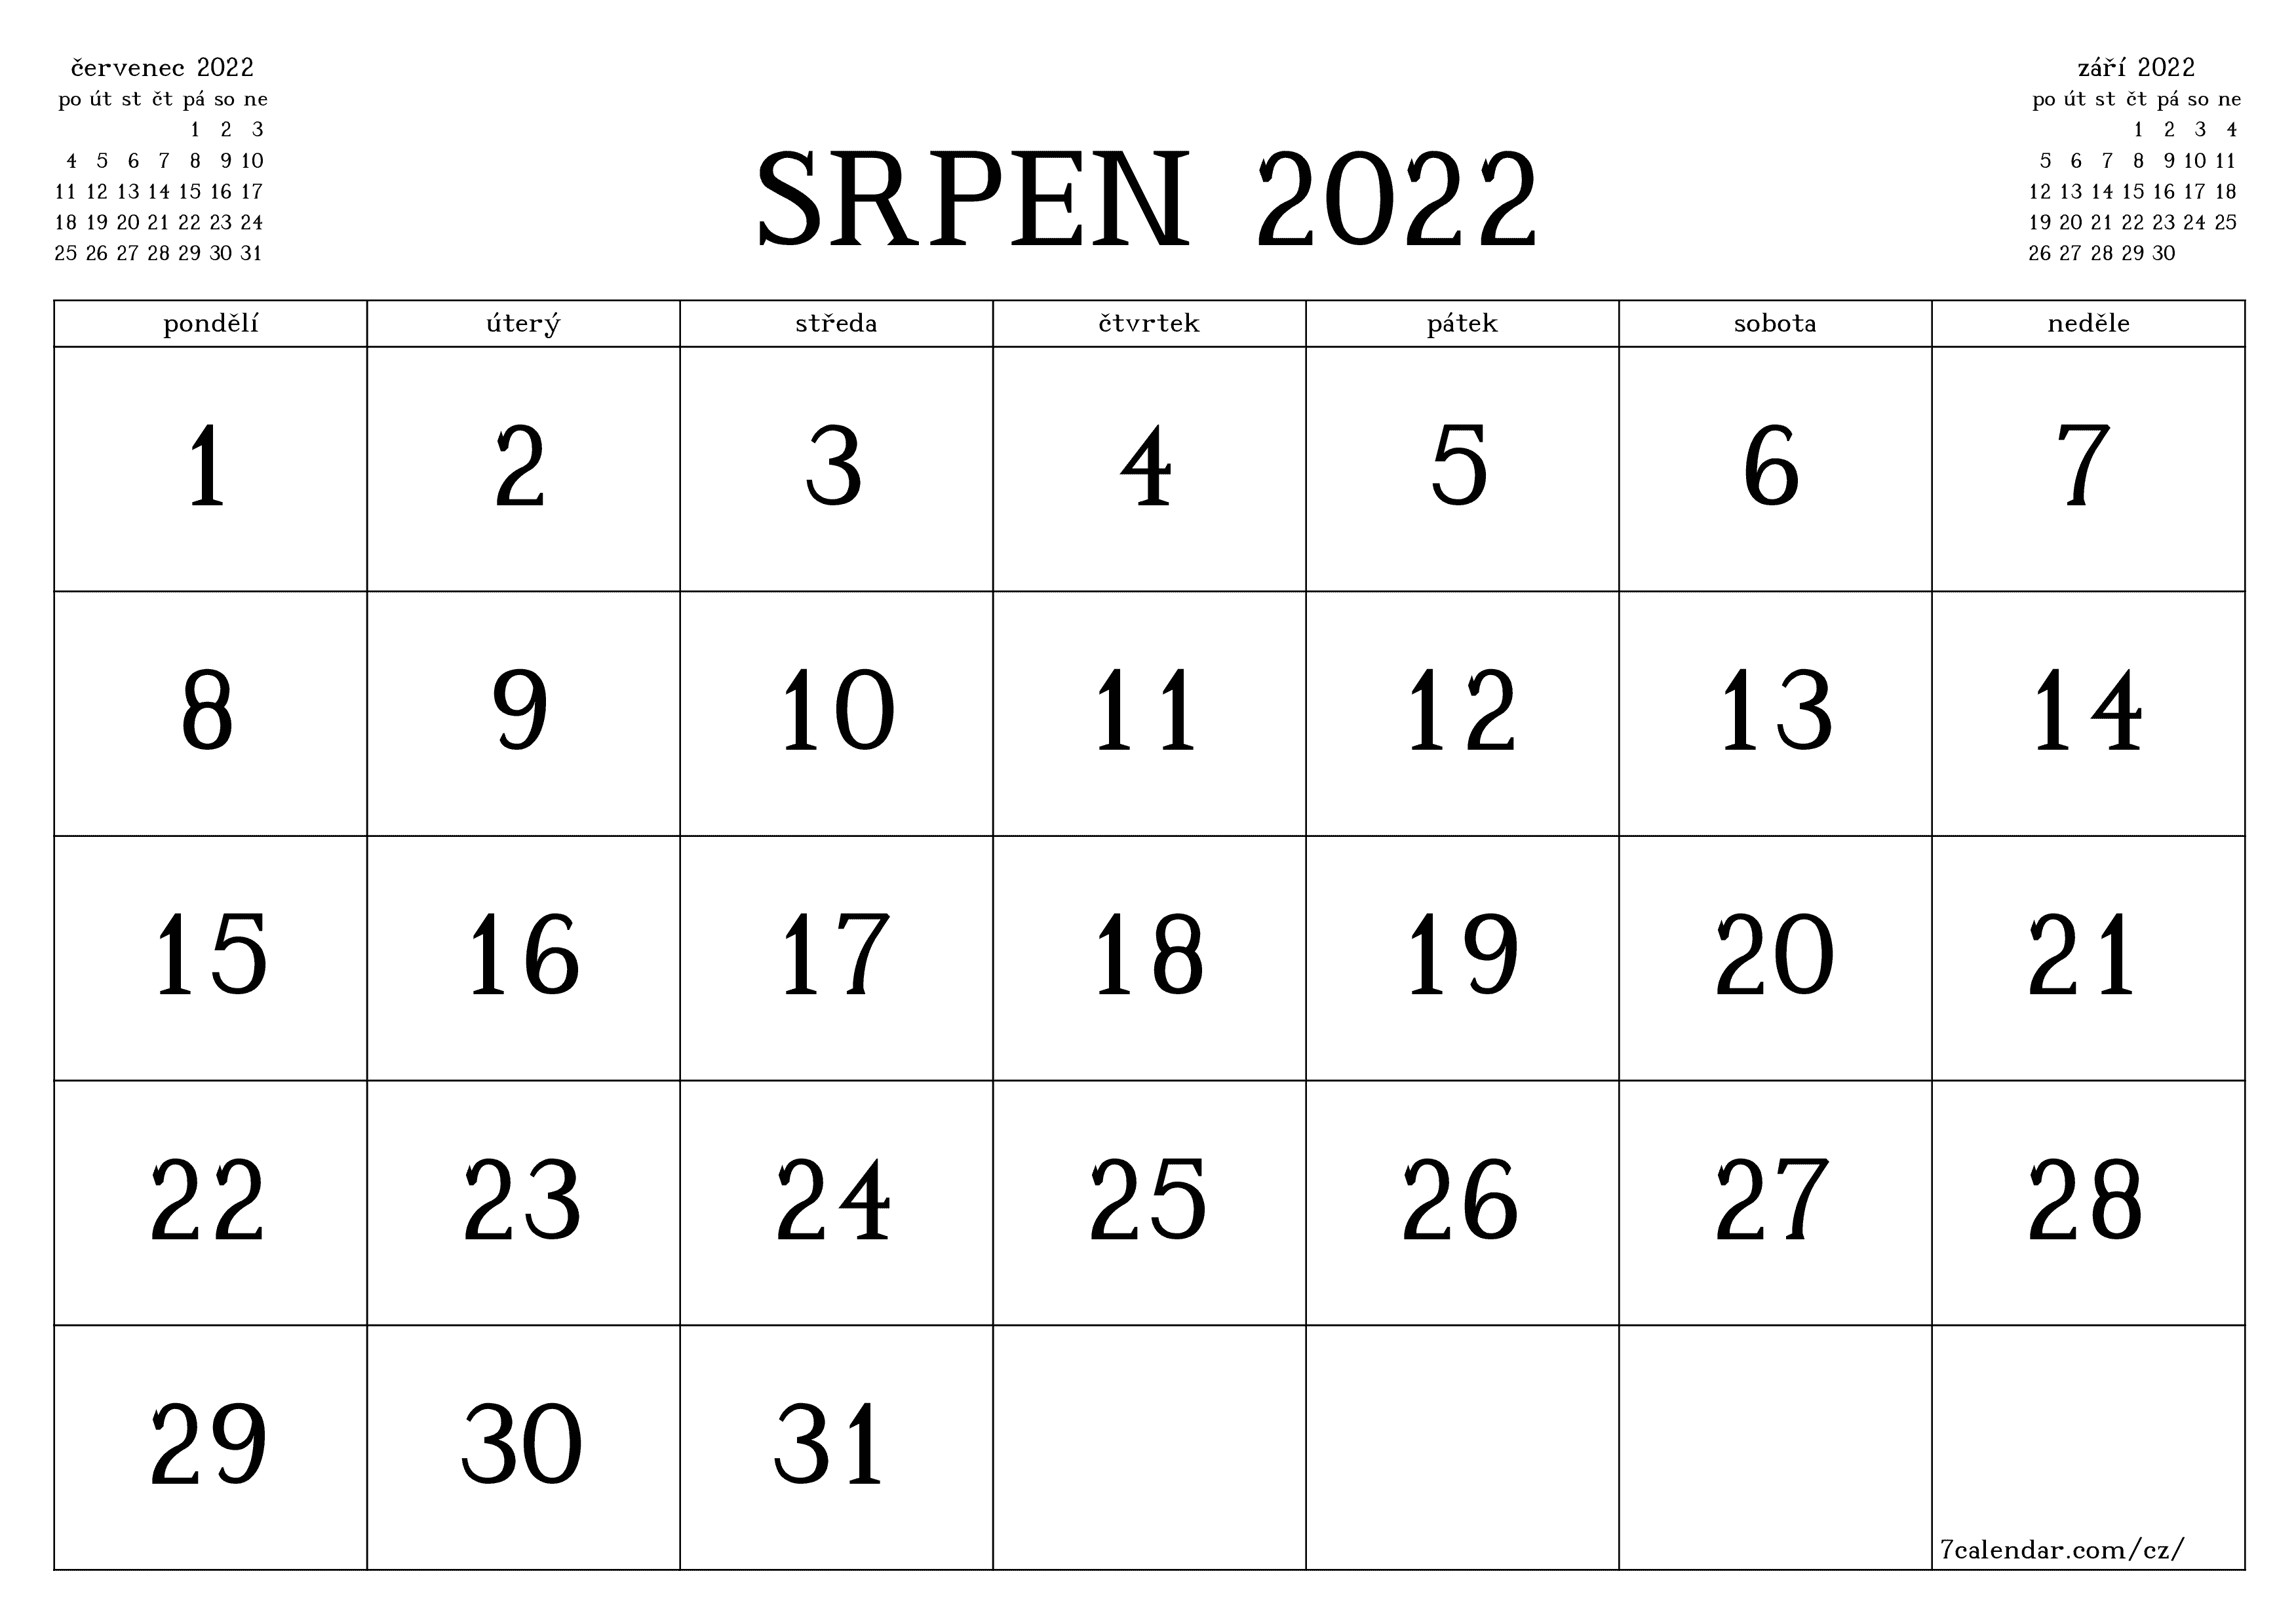 červenec 2022
po út st čt pá so ne
1 2 3
4 5 6 7 8 9 10
11 12 13 14 15 16 17
18 19 20 21 22 23 24
25 26 27 28 29 30 31
SRPEN 2022
září 2022
po út st čt pá so ne
1 2 3 4
5 6 7 8 9 10 11
12 13 14 15 16 17 18
19 20 21 22 23 24 25
26 27 28 29 30
pondělí úterý středa čtvrtek pátek sobota neděle
1 2 3 4 5 6 7
8 9 10 11 12 13 14
15 16 17 18 19 20 21
22 23 24 25 26 27 28
29 30 31
7calendar.com/cz/